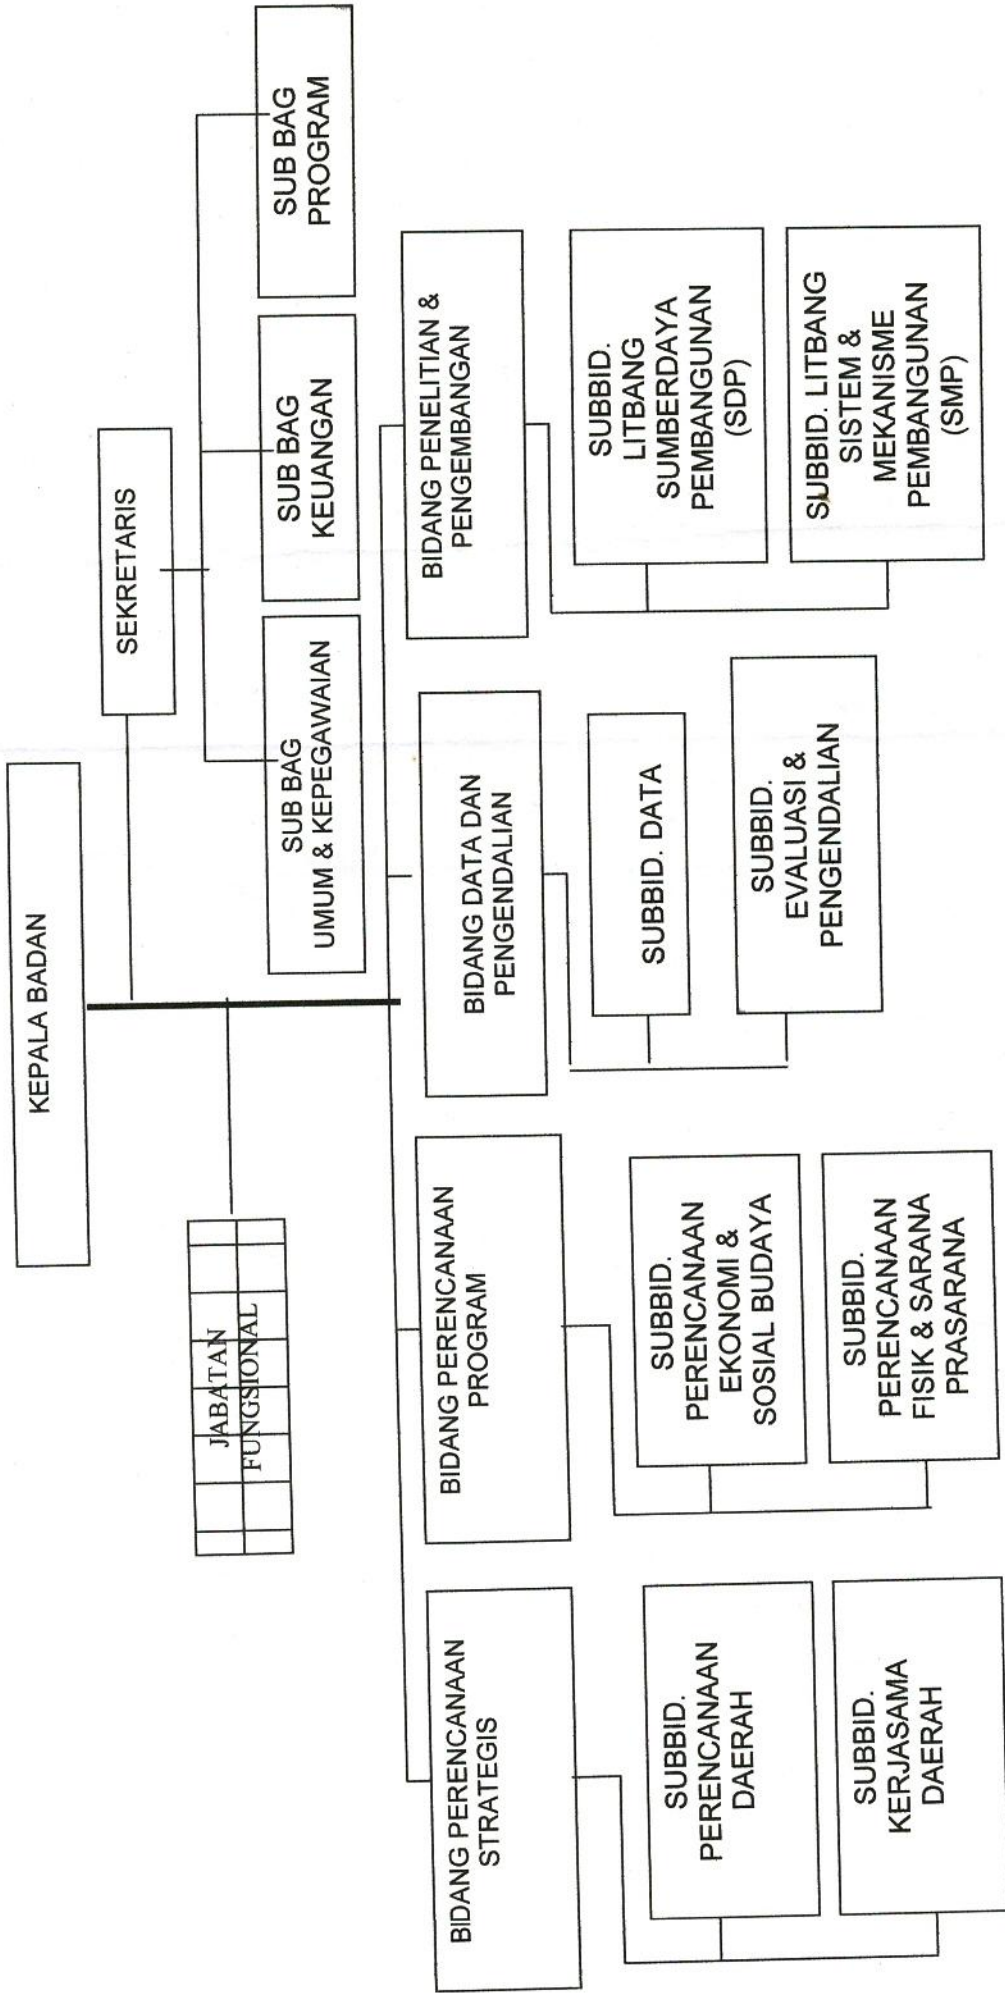 KEPALA BADAN
SEKRETARIS
JABATAN
FUNGSIONAL
SUB BAG
UMUM & KEPEGAWAIAN
SUB BAG
KEUANGAN
SUB BAG
PROGRAM
BIDANG PERENCANAAN
STRATEGIS
BIDANG PERENCANAAN
PROGRAM
BIDANG DATA DAN
PENGENDALIAN
BIDANG PENELITIAN &
PENGEMBANGAN
SUBBID.
PERENCANAAN
DAERAH
SUBBID.
KERJASAMA
DAERAH
SUBBID.
PERENCANAAN
EKONOMI &
SOSIAL BUDAYA
SUBBID.
PERENCANAAN
FISIK & SARANA
PRASARANA
SUBBID. DATA
SUBBID.
EVALUASI &
PENGENDALIAN
SUBBID.
LITBANG
SUMBERDAYA
PEMBANGUNAN
(SDP)
SUBBID. LITBANG
SISTEM &
MEKANISME
PEMBANGUNAN
(SMP)